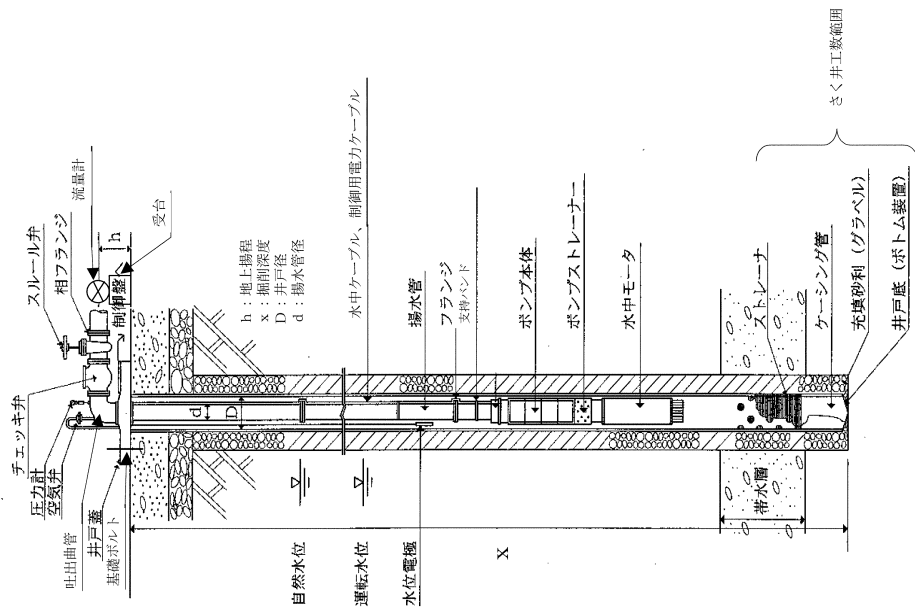 スルール弁
相フランジ
流量計
チェッキ弁
h
圧力計
空気弁
制御盤
受台
吐出曲管
井戸蓋
基礎ボルト
h：地上揚程
x：掘削深度
D：井戸径
d：揚水管径
d
D
自然水位
水中ケーブル、制御用電力ケーブル
運転水位
揚水管
水位電極
フランジ
支持バンド
ポンプ本体
ポンプストレーナー
水中モータ
X
帯水層
ストレーナ
ケーシング管
充填砂利（グラベル）
井戸底（ボトム装置）
さく井工数範囲